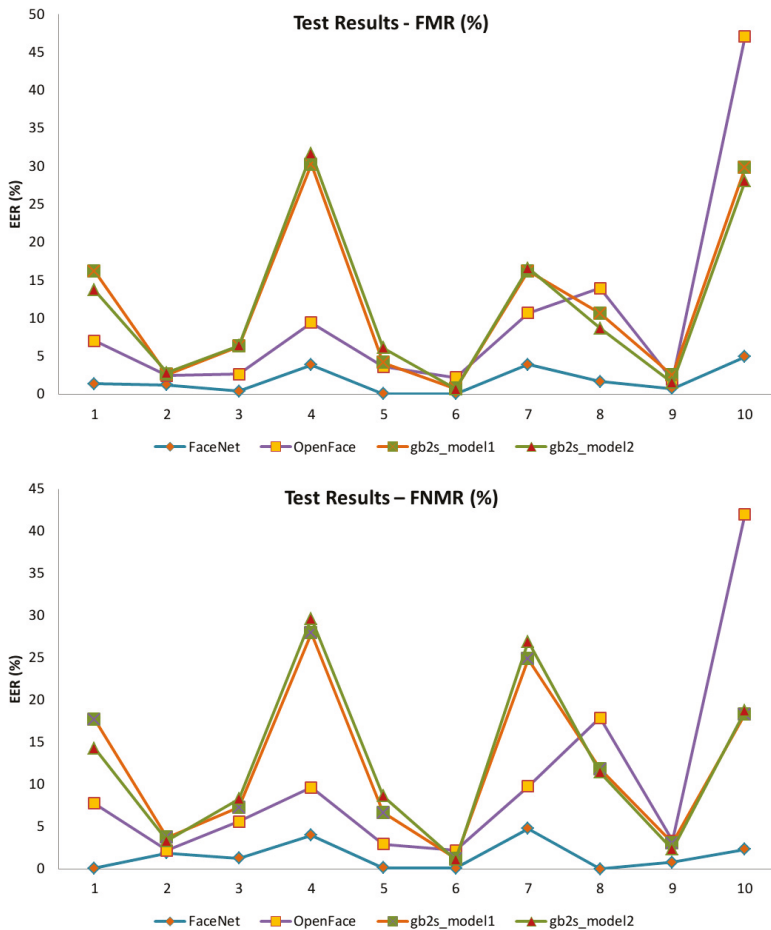 Test Results - FMR (%)
50
45
40
35
30
25
20
15
10
5
0
EER (%)
1 2 3 4 5 6 7 8 9 10
FaceNet OpenFace gb2s_model1 gb2s_model2
Test Results – FNMR (%)
45
40
35
30
25
20
15
10
5
0
EER (%)
1 2 3 4 5 6 7 8 9 10
FaceNet OpenFace gb2s_model1 gb2s_model2